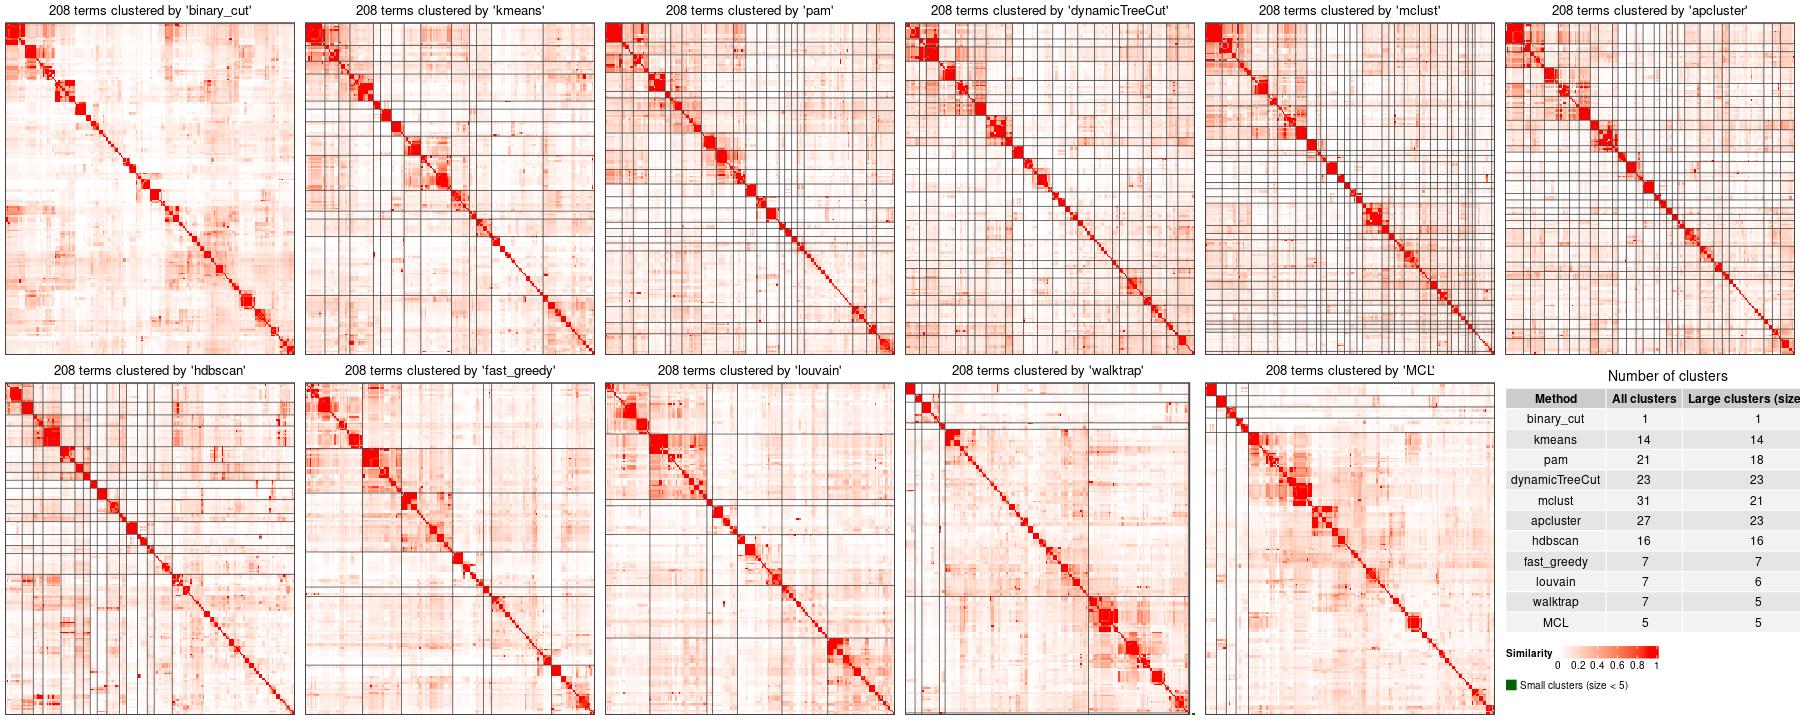 208 terms clustered by 'binary_cut'
208 terms clustered by 'kmeans'
208 terms clustered by 'pam'
208 terms clustered by 'dynamicTreeCut'
208 terms clustered by 'mclust'
208 terms clustered by 'apcluster'
208 terms clustered by 'hdbscan'
208 terms clustered by 'fast_greedy'
208 terms clustered by 'louvain'
208 terms clustered by 'walktrap'
208 terms clustered by 'MCL'
Number of clusters
Method All clusters Large clusters (size
binary_cut 1 1
kmeans 14 14
pam 21 18
dynamicTreeCut 23 23
mclust 31 21
apcluster 27 23
hdbscan 16 16
fast_greedy 7 7
louvain 7 6
walktrap 7 5
MCL 5 5
Similarity
0 0.2 0.4 0.6 0.8 1
Small clusters (size < 5)